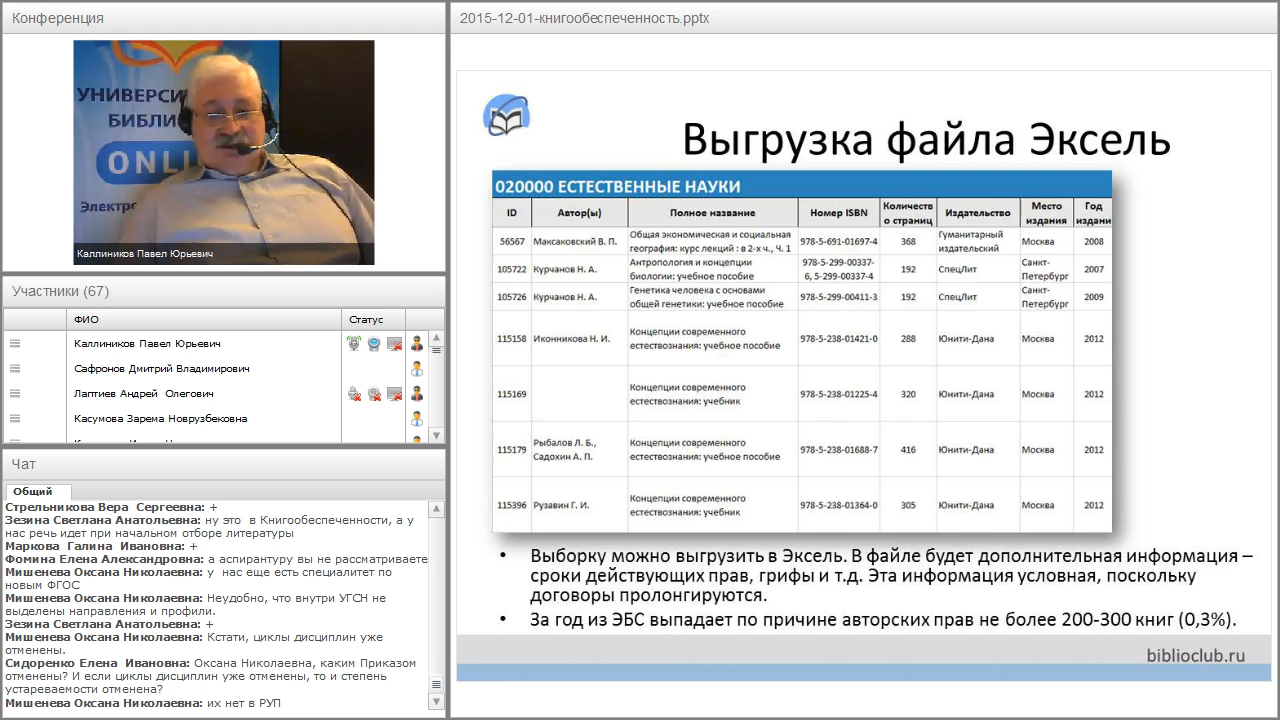 Конференция
УНИВЕРСИ
БИБЛИ
ONLI
Электр
Каллиников Павел Юрьевич
Участники (67)
ФИО Статус
Каллиников Павел Юрьевич
Сафронов Дмитрий Владимирович
Лаптиев Андрей Олегович
Касумова Зарема Новрузбековна
Чат
Общий
Стрельникова Вера Сергеевна: +
Зезина Светлана Анатольевна: ну это в Книгообеспеченности, а у
нас речь идет при начальном отборе литературы
Маркова Галина Ивановна: +
Фомина Елена Александровна: а аспирантуру вы не рассматриваете
Мишенева Оксана Николаевна: у нас еще есть специалитет по
новым ФГОС
Мишенева Оксана Николаевна: Неудобно, что внутри УГСН не
выделены направления и профили.
Зезина Светлана Анатольевна: +
Мишенева Оксана Николаевна: Кстати, циклы дисциплин уже
отменены.
Сидоренко Елена Ивановна: Оксана Николаевна, каким Приказом
отменены? И если циклы дисциплин уже отменены, то и степень
устареваемости отменена?
Мишенева Оксана Николаевна: их нет в РУП
2015-12-01-книгообеспеченность.pptx
Выгрузка файла Эксель
020000 ЕСТЕСТВЕННЫЕ НАУКИ
ID Автор(ы) Полное название Номер ISBN Количеств о страниц Издательство Место издания Год издани
56567 Максаковский В. П. Общая экономическая и социальная география: курс лекций : в 2-х ч., Ч. 1 978-5-691-01697-4 368 Гуманитарный издательский Москва 2008
105722 Курчанов Н. А. Антропология и концепции биологии: учебное пособие 978-5-299-00337-6, 5-299-00337-4 192 СпецЛит Санкт-Петербург 2007
105726 Курчанов Н. А. Генетика человека с основами общей генетики: учебное пособие 978-5-299-00411-3 192 СпецЛит Санкт-Петербург 2009
115158 Иконникова Н. И. Концепции современного естествознания: учебное пособие 978-5-238-01421-0 288 Юнити-Дана Москва 2012
115169 Концепции современного естествознания: учебник 978-5-238-01225-4 320 Юнити-Дана Москва 2012
115179 Рыбалов Л. Б., Садохин А. П. Концепции современного естествознания: учебное пособие 978-5-238-01688-7 416 Юнити-Дана Москва 2012
115396 Рузавин Г. И. Концепции современного естествознания: учебник 978-5-238-01364-0 305 Юнити-Дана Москва 2012
• Выборку можно выгрузить в Эксель. В файле будет дополнительная информация –
сроки действующих прав, грифы и т.д. Эта информация условная, поскольку
договоры пролонгируются.
• За год из ЭБС выпадает по причине авторских прав не более 200-300 книг (0,3%).
biblioclub.ru